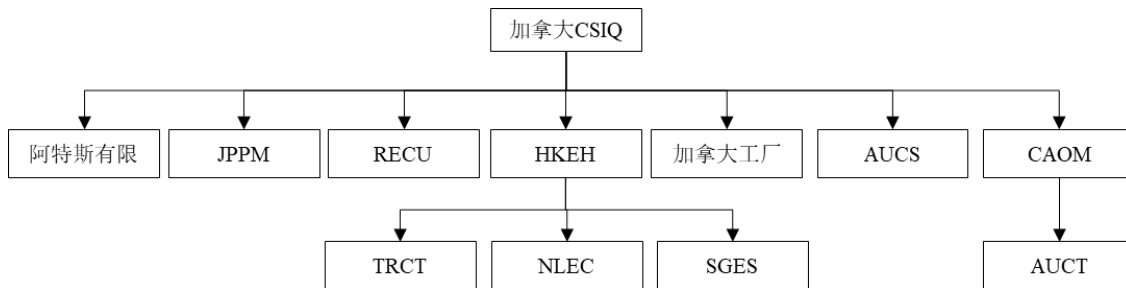 加拿大CSIQ
阿特斯有限
JPPM
RECU
HKEH
加拿大工厂
AUCS
CAOM
TRCT
NLEC
SGES
AUCT